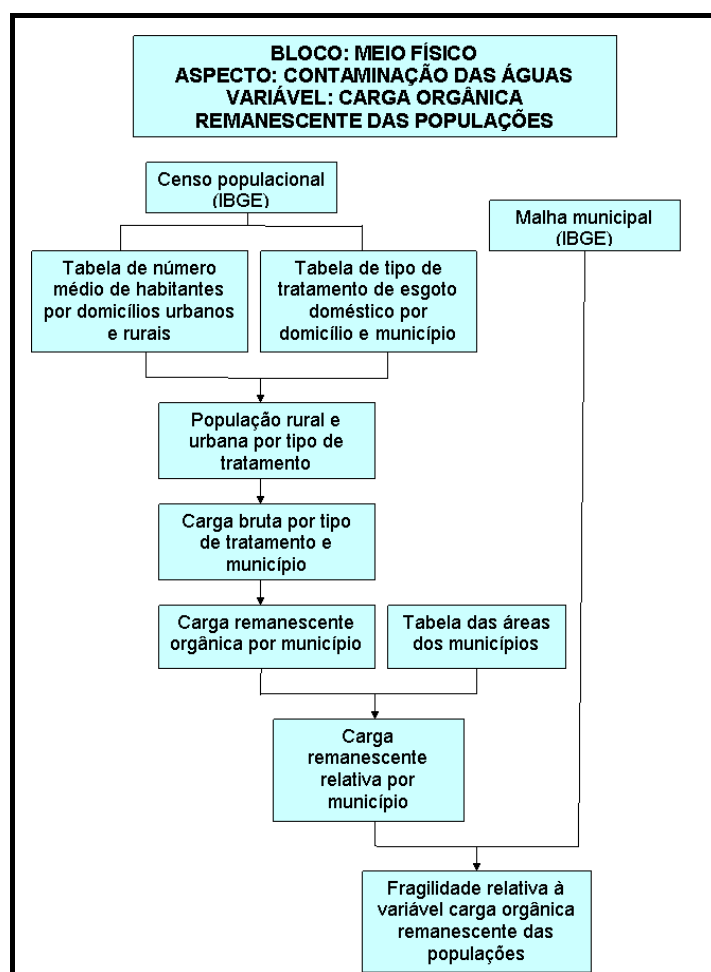 BLOCO: MEIO FÍSICO
ASPECTO: CONTAMINAÇÃO DAS ÁGUAS
VARIÁVEL: CARGA ORGÂNICA
REMANESCENTE DAS POPULAÇÕES
Censo populacional
(IBGE)
Malha municipal
(IBGE)
Tabela de número
médio de habitantes
por domicílios urbanos
e rurais
Tabela de tipo de
tratamento de esgoto
doméstico por
domicílio e município
População rural e
urbana por tipo de
tratamento
Carga bruta por tipo
de tratamento e
município
Carga remanescente
orgânica por município
Tabela das áreas
dos municípios
Carga
remanescente
relativa por
município
Fragilidade relativa à
variável carga orgânica
remanescente das
populações